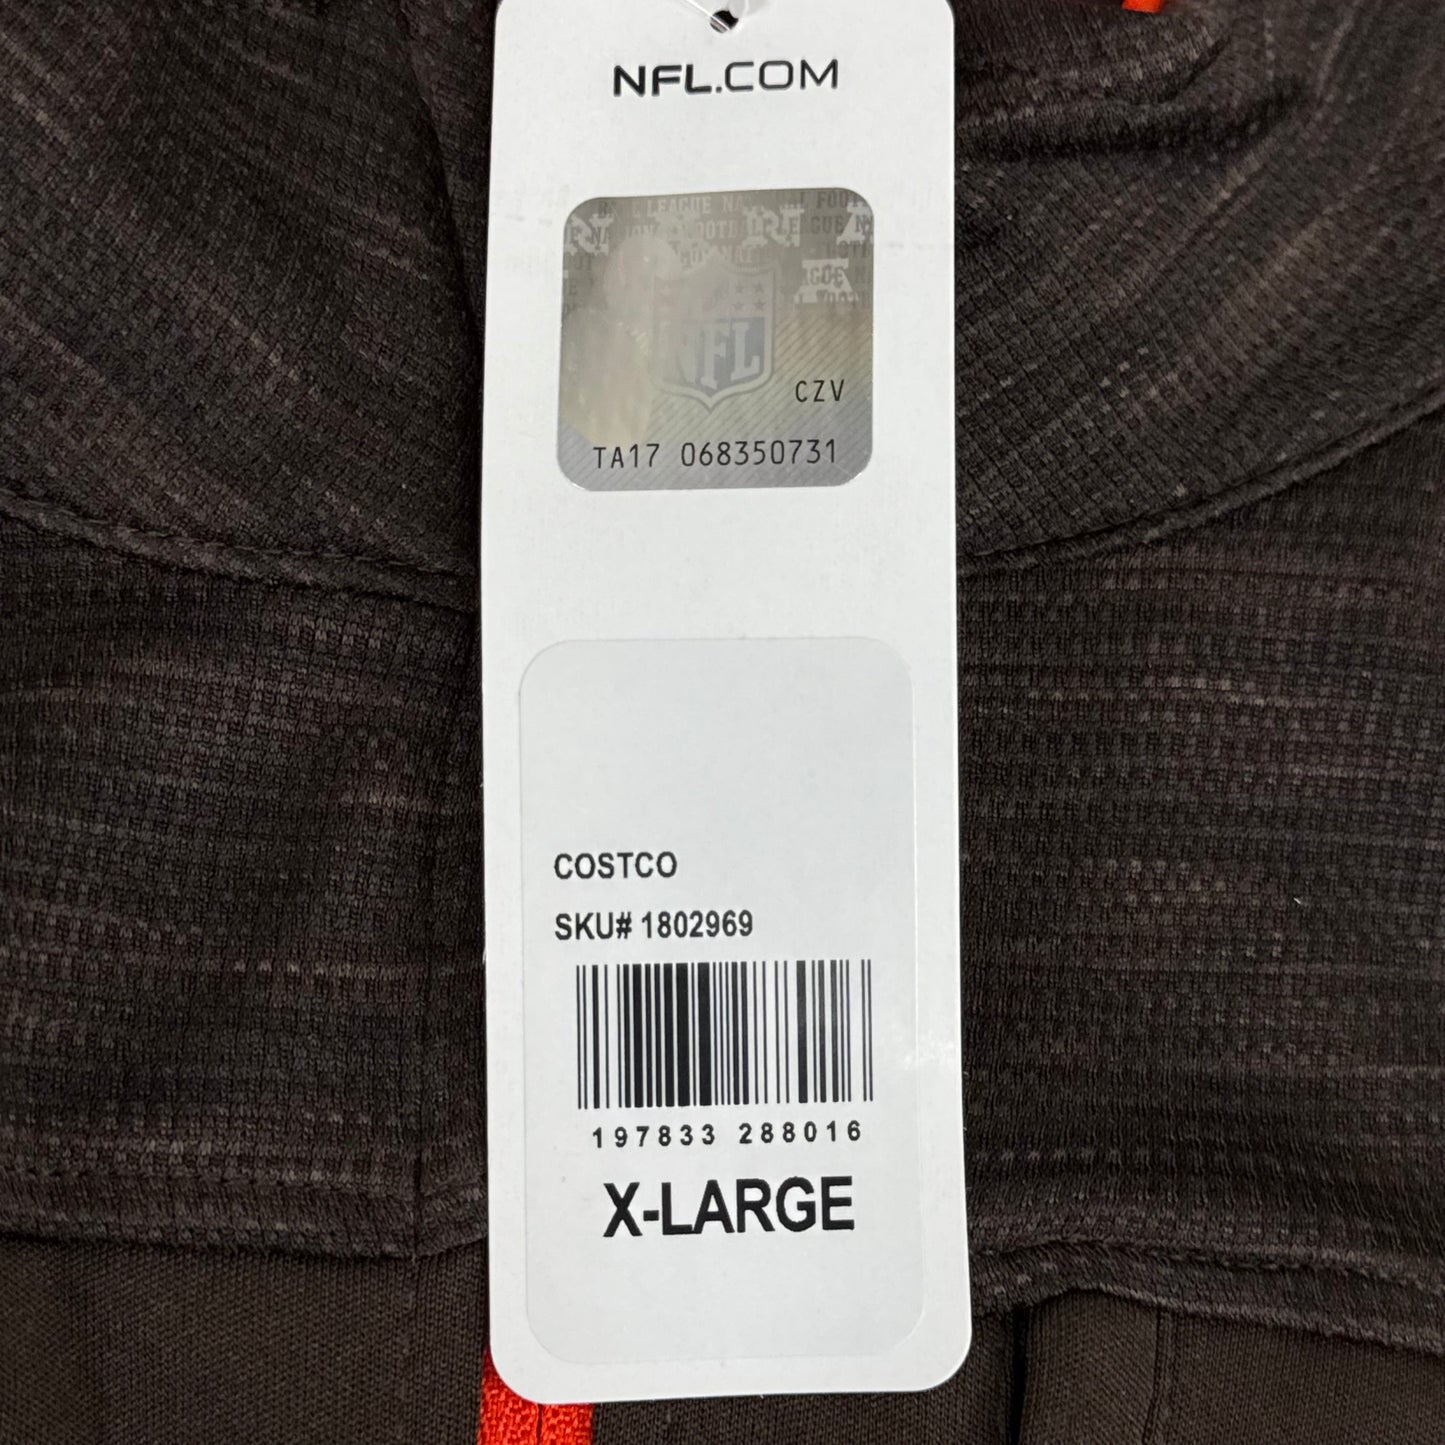 NFL.COM
NFL
CZV
TA17 068350731
COSTCO
SKU# 1802969
197833 288016
X-LARGE